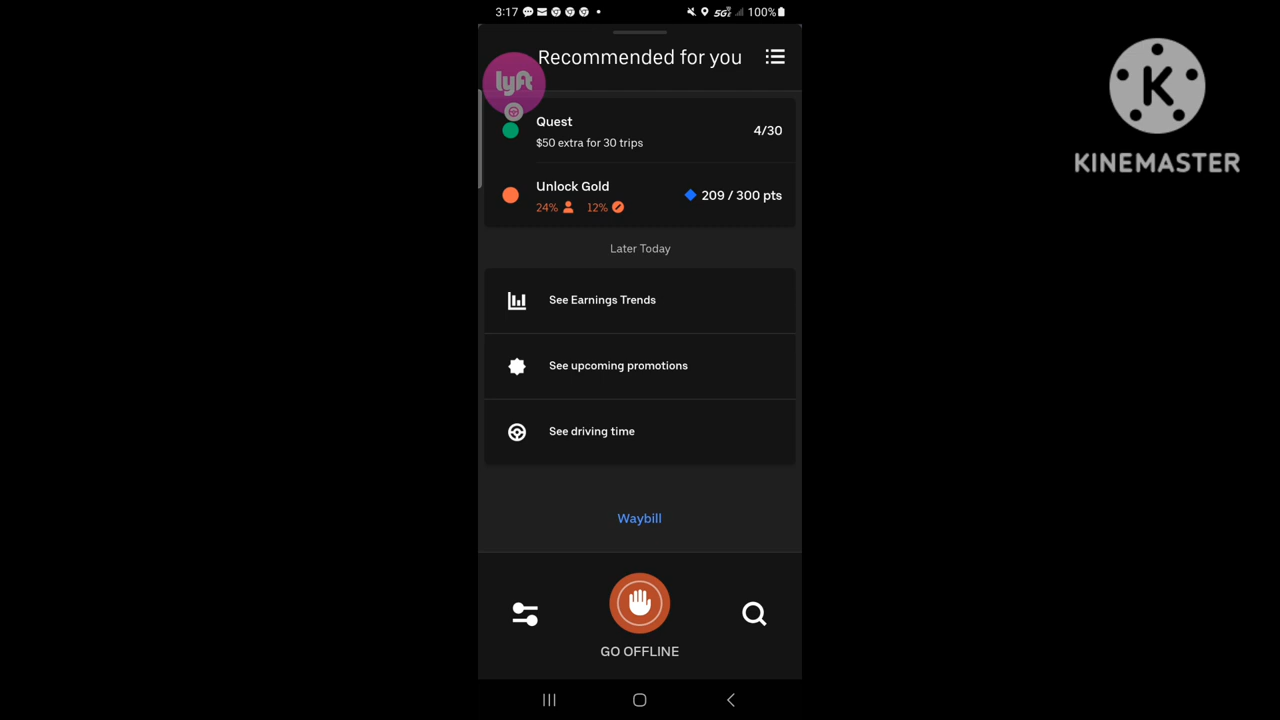 3:17
5G 100%
Recommended for you
lyft
Quest
$50 extra for 30 trips
4/30
Unlock Gold
24% 12%
209 / 300 pts
Later Today
See Earnings Trends
See upcoming promotions
See driving time
Waybill
GO OFFLINE
K
KINEMASTER